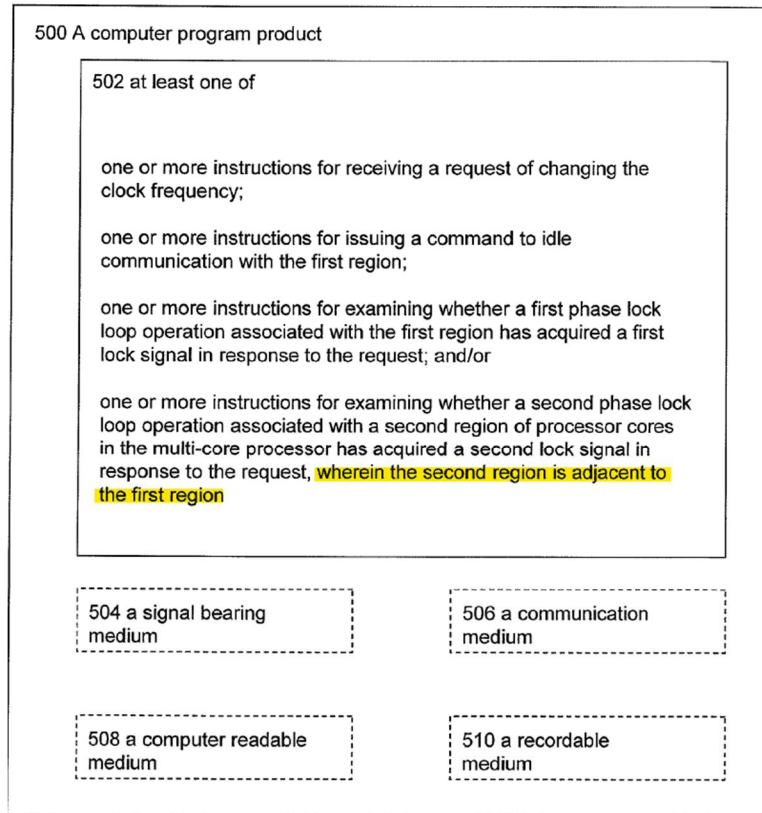 500 A computer program product
502 at least one of
one or more instructions for receiving a request of changing the
clock frequency;
one or more instructions for issuing a command to idle
communication with the first region;
one or more instructions for examining whether a first phase lock
loop operation associated with the first region has acquired a first
lock signal in response to the request; and/or
one or more instructions for examining whether a second phase lock
loop operation associated with a second region of processor cores
in the multi-core processor has acquired a second lock signal in
response to the request, wherein the second region is adjacent to
the first region
504 a signal bearing
medium
506 a communication
medium
508 a computer readable
medium
510 a recordable
medium